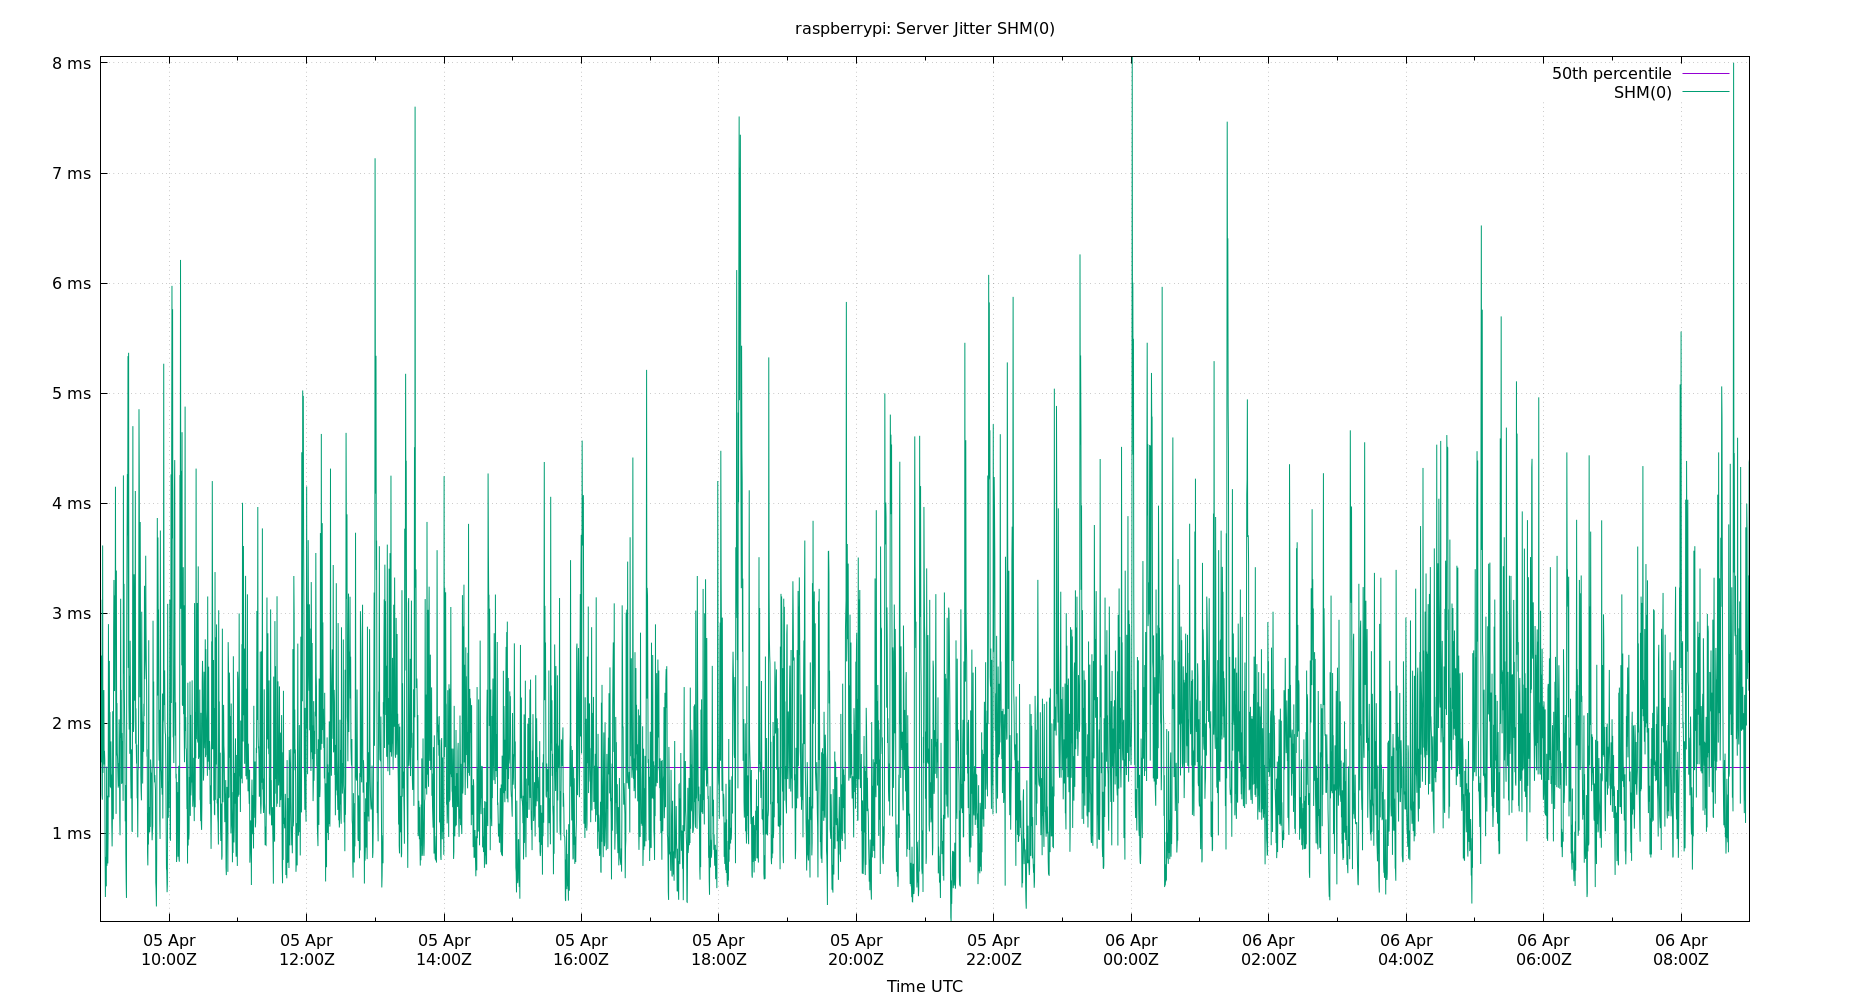 raspberrypi: Server Jitter SHM(0)
50th percentile
SHM(0)
8 ms
7 ms
6 ms
5 ms
4 ms
3 ms
2 ms
1 ms
05 Apr 05 Apr 05 Apr 05 Apr 05 Apr 05 Apr 05 Apr 06 Apr 06 Apr 06 Apr 06 Apr 06 Apr
10:00Z 12:00Z 14:00Z 16:00Z 18:00Z 20:00Z 22:00Z 00:00Z 02:00Z 04:00Z 06:00Z 08:00Z
Time UTC